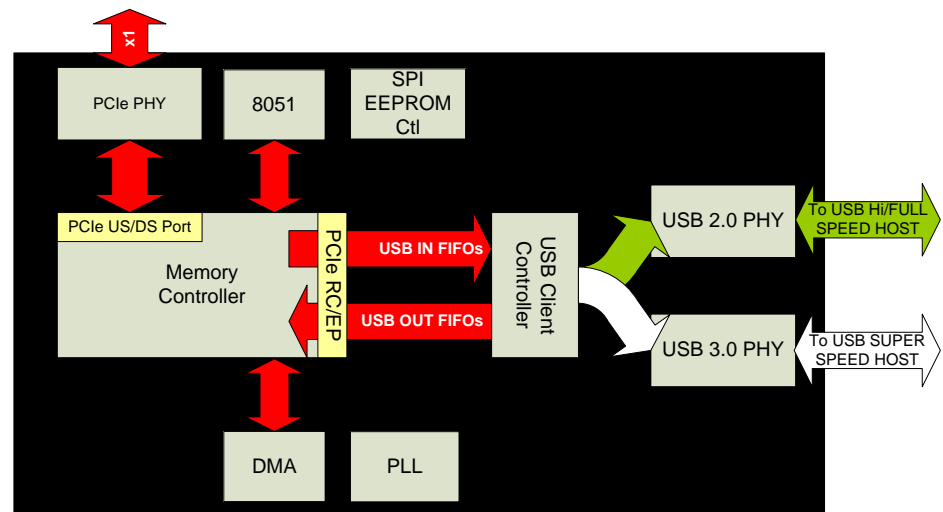 x1
PCIe PHY
8051
SPI
EEPROM
Ctl
PCIe US/DS Port
Memory
Controller
PCIe RC/EP
USB IN FIFOs
USB OUT FIFOs
USB Client
Controller
USB 2.0 PHY
To USB Hi/FULL
SPEED HOST
USB 3.0 PHY
To USB SUPER
SPEED HOST
DMA
PLL